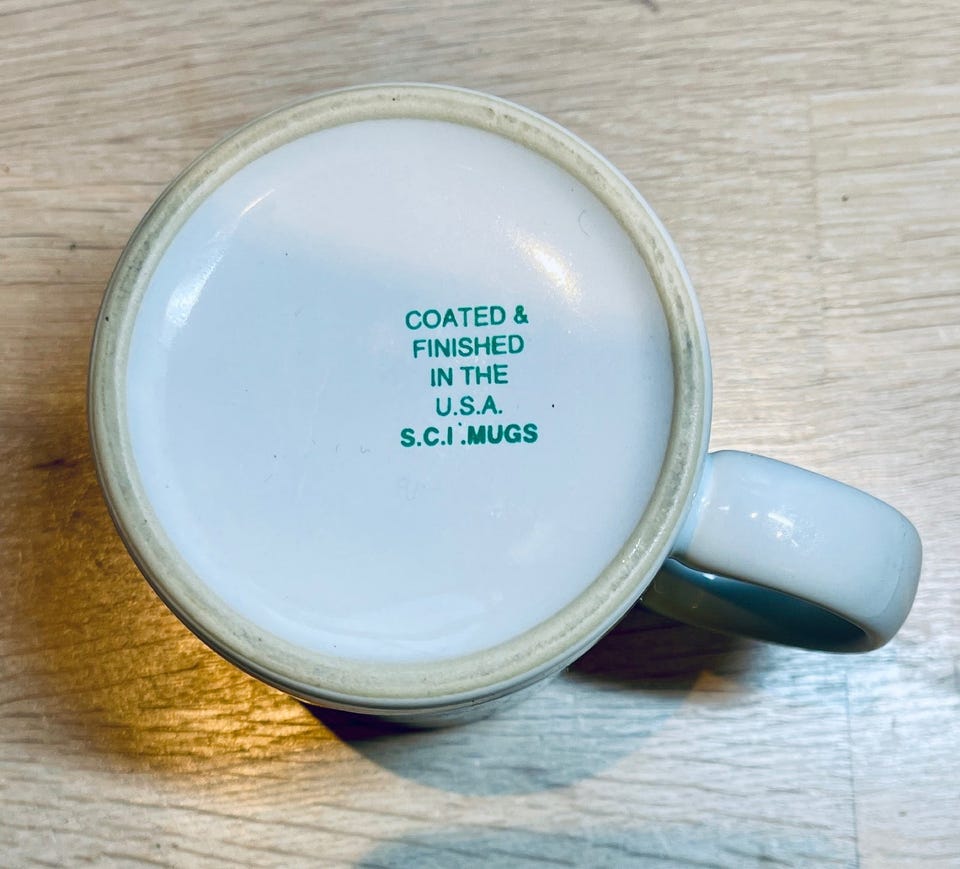 COATED &
FINISHED
IN THE
U.S.A.
S.C.I .MUGS